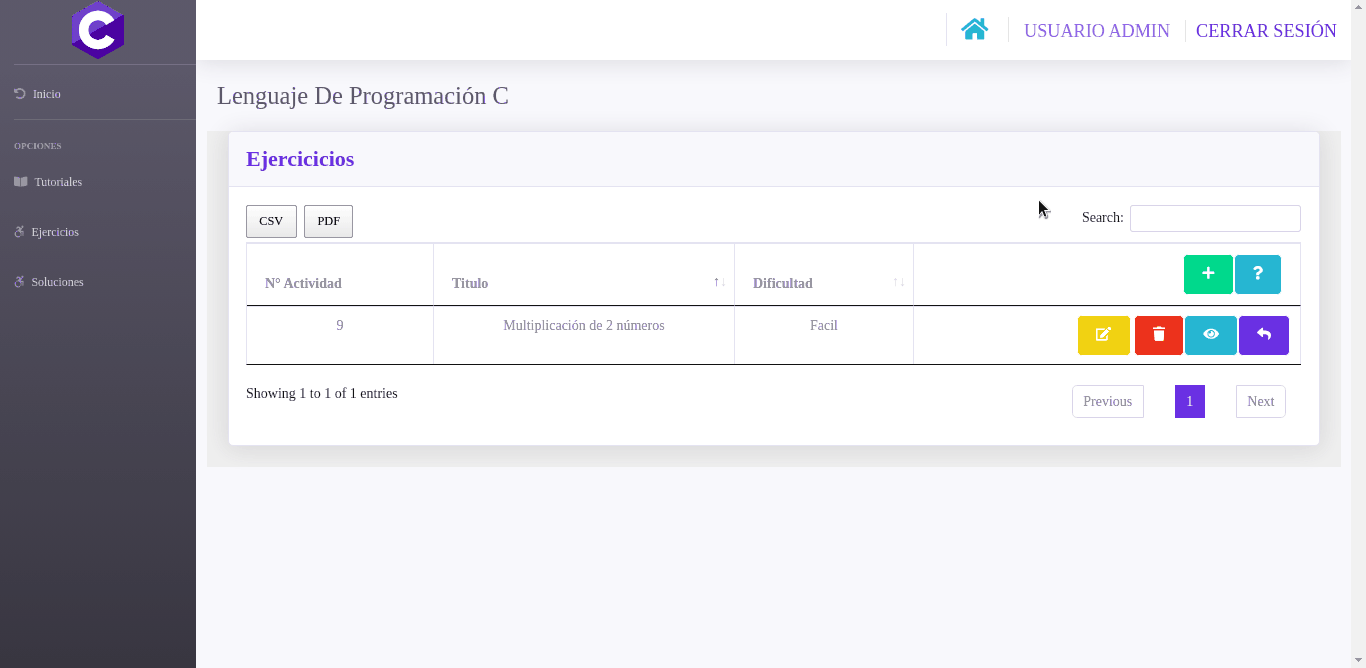 C
USUARIO ADMIN
CERRAR SESIÓN
Inicio
OPCIONES
Tutoriales
Ejercicios
Soluciones
Lenguaje De Programación C
Ejercicicios
CSV PDF
Search:
N° Actividad Titulo ↑↓ Dificultad ↑↓ + ?
9 Multiplicación de 2 números Facil
Showing 1 to 1 of 1 entries
Previous 1 Next